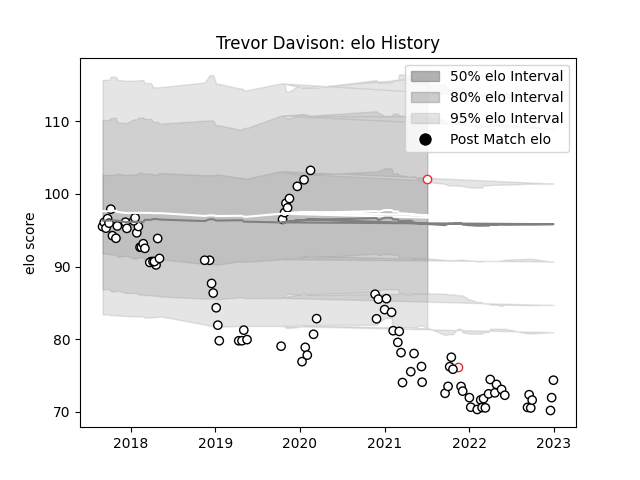 Trevor Davison: elo History
50% elo Interval
80% elo Interval
95% elo Interval
Post Match elo
elo score
110
100
90
80
70
2018 2019 2020 2021 2022 2023